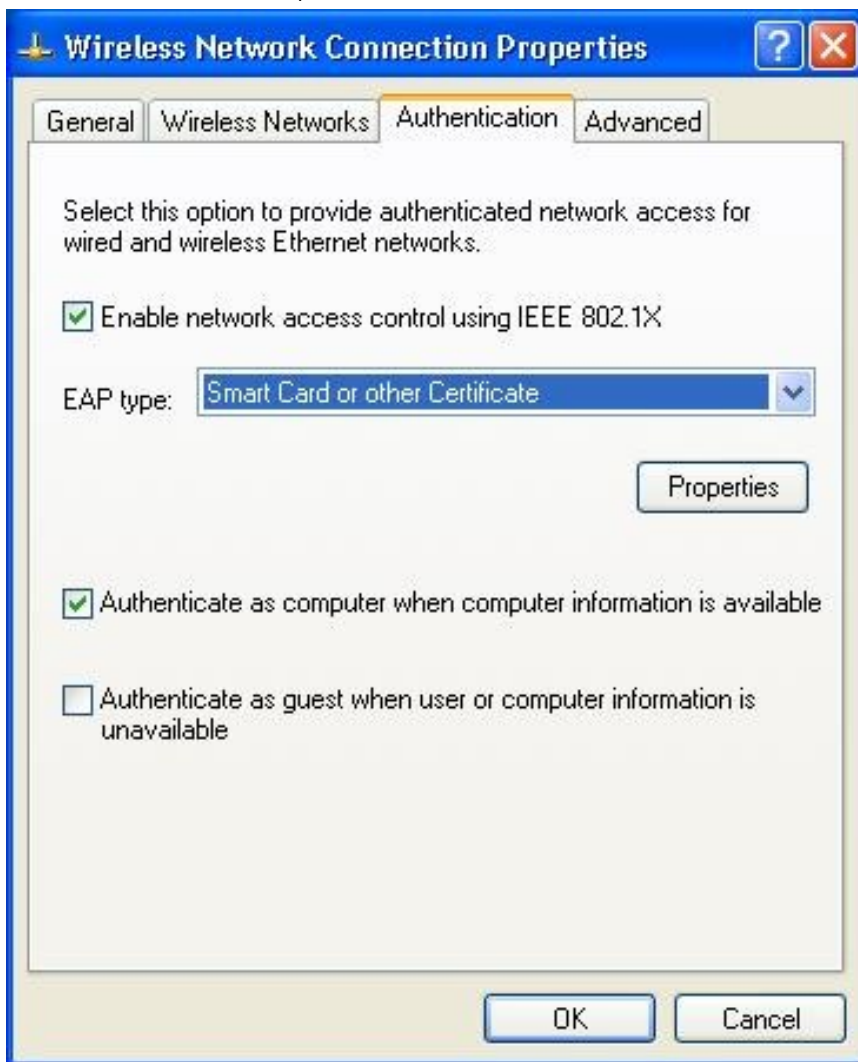 Wireless Network Connection Properties
General Wireless Networks Authentication Advanced
Select this option to provide authenticated network access for
wired and wireless Ethernet networks.
Enable network access control using IEEE 802.1X
EAP type: Smart Card or other Certificate
Properties
Authenticate as computer when computer information is available
Authenticate as guest when user or computer information is
unavailable
OK Cancel